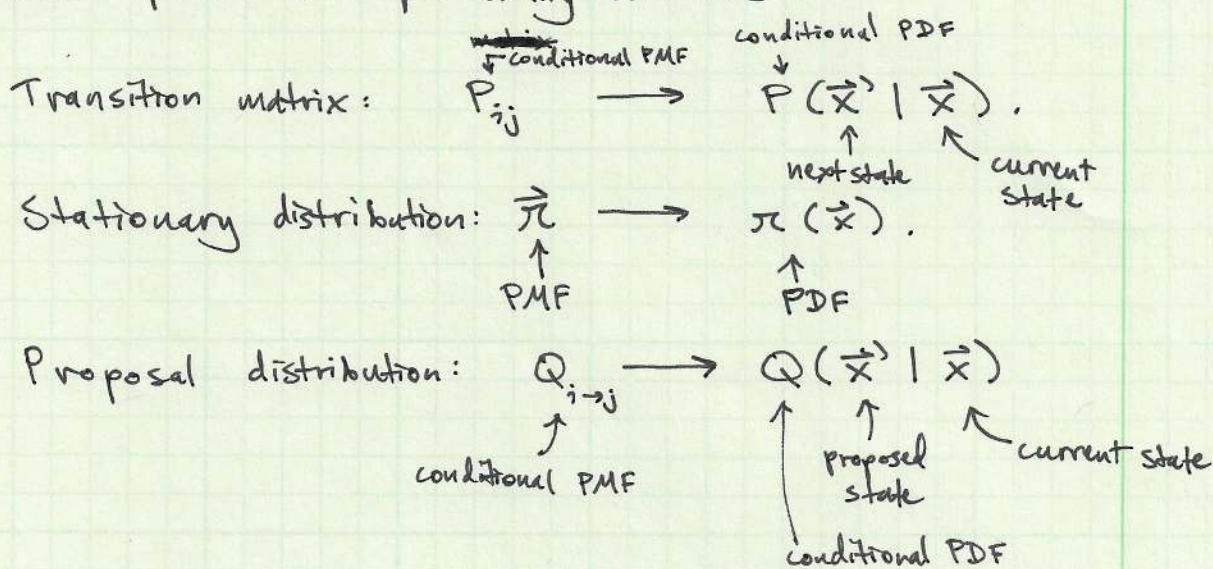 conditional PMF
conditional PDF
Transition matrix: P_ij → P(x⃗' | x⃗).
next state
current state
Stationary distribution: π⃗ → π(x⃗).
PMF
PDF
Proposal distribution: Q_i→j → Q(x⃗' | x⃗)
conditional PMF
proposed state
current state
conditional PDF